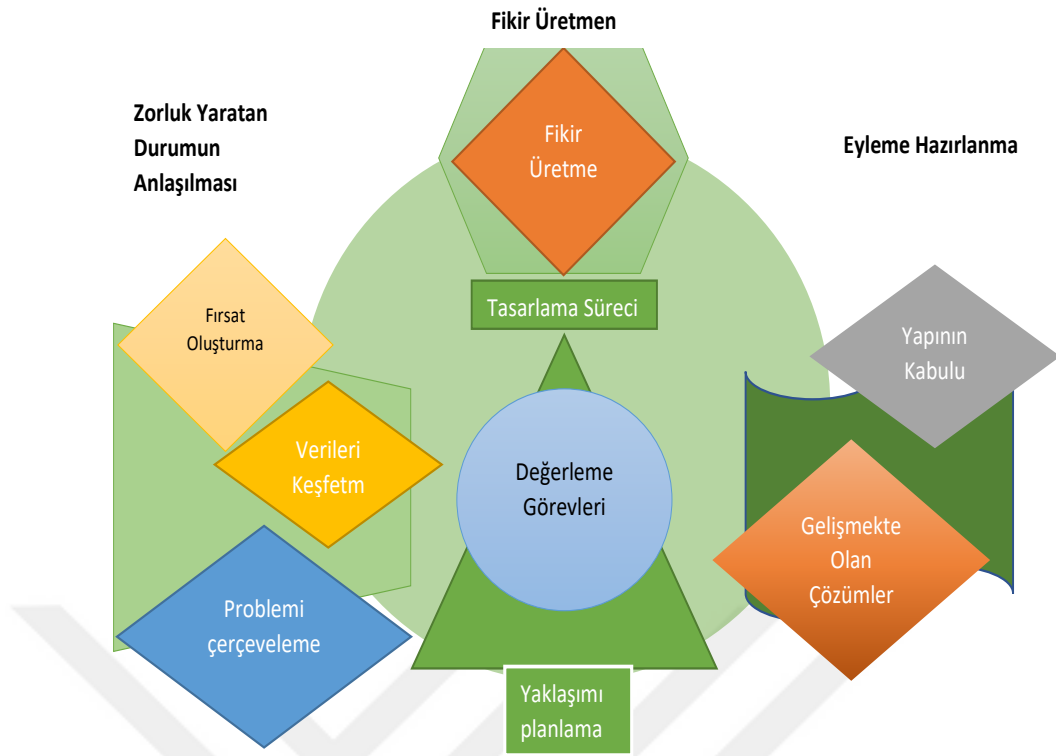 Fikir Üretmen
Zorluk Yaratan
Durumun
Anlaşılması
Eyleme Hazırlanma
Fikir
Üretme
Tasarlama Süreci
Fırsat
Oluşturma
Yapının
Kabulu
Verileri
Keşfetm
Değerleme
Görevleri
Gelişmekte
Olan
Çözümler
Problemi
çerçeveleme
Yaklaşımı
planlama